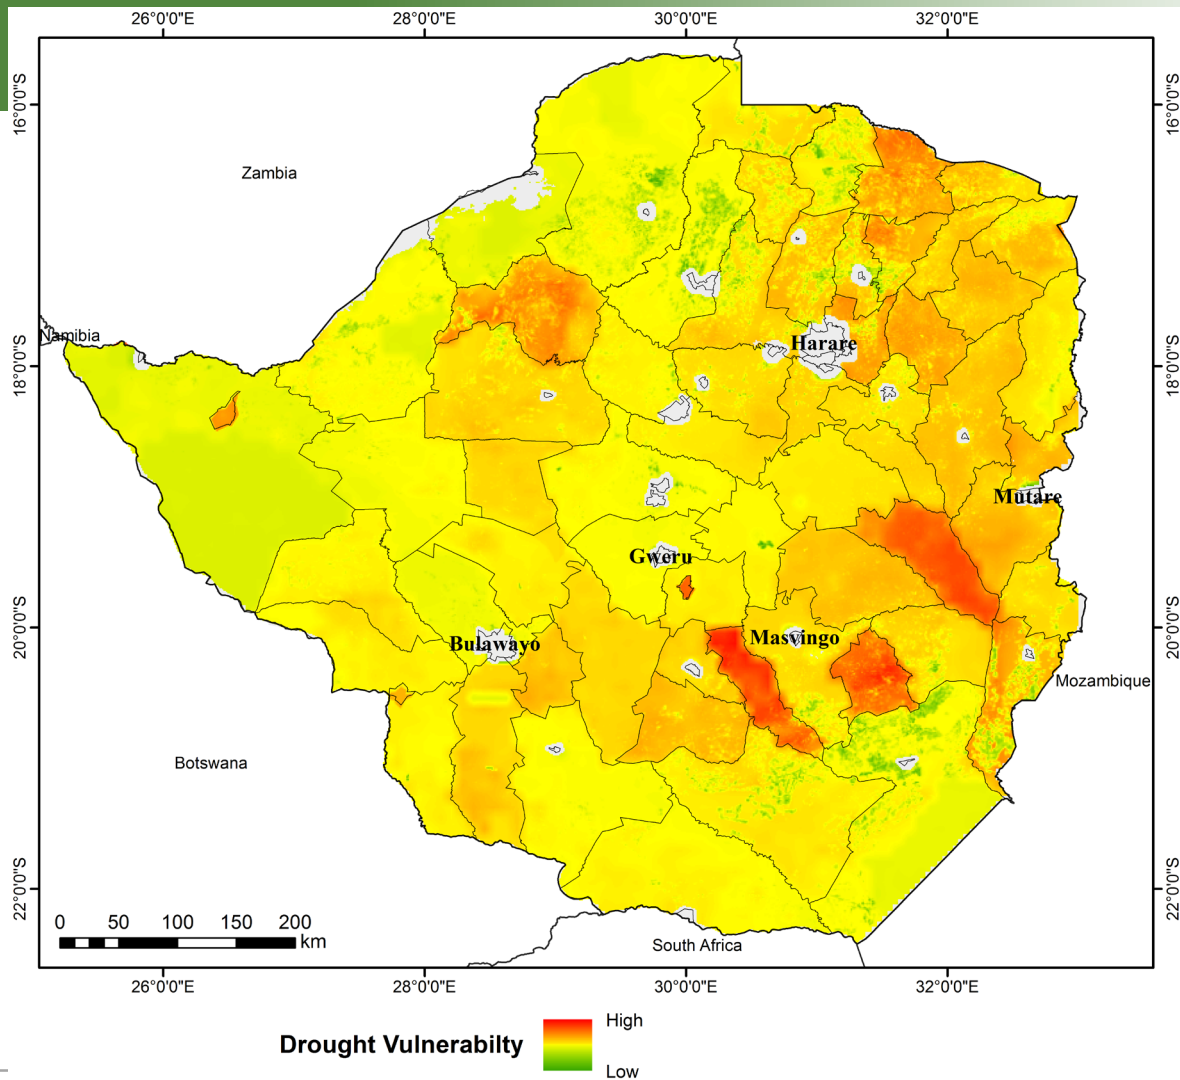 26°0'0"E 28°0'0"E 30°0'0"E 32°0'0"E
16°0'0"S 16°0'0"S
Zambia
Namibia
Harare
18°0'0"S 18°0'0"S
Mutare
Gweru
20°0'0"S 20°0'0"S
Bulawayo
Masvingo
Mozambique
Botswana
22°0'0"S 22°0'0"S
0 50 100 150 200
km
South Africa
26°0'0"E 28°0'0"E 30°0'0"E 32°0'0"E
Drought Vulnerabilty
High
Low